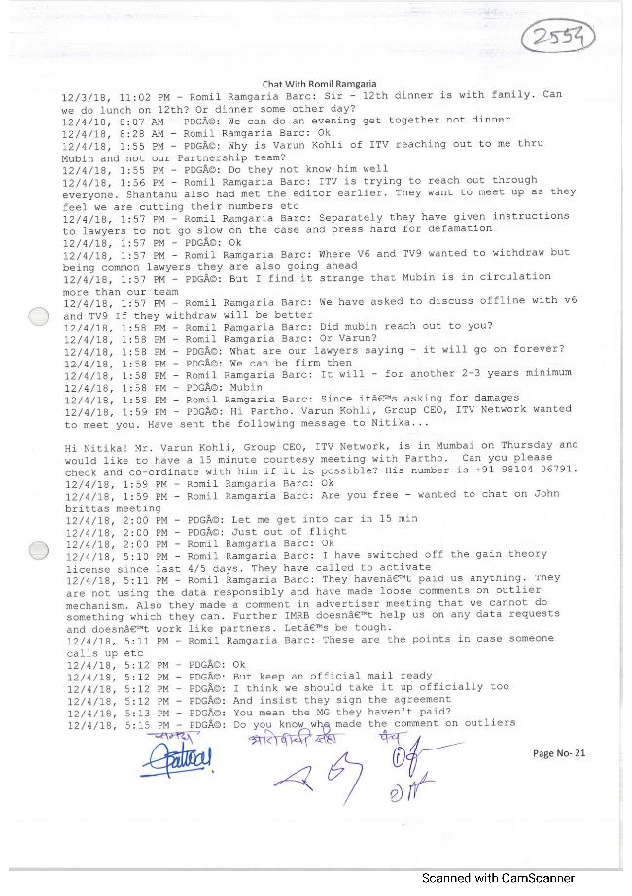 2554
Chat With Romil Ramgaria
12/3/18, 11:02 PM - Romil Ramgaria Barc: Sir - 12th dinner is with family. Can
we do lunch on 12th? Or dinner some other day?
12/4/18, 8:07 AM - PDGÂ©: We can do an evening get together not dinner
12/4/18, 8:28 AM - Romil Ramgaria Barc: Ok
12/4/18, 1:55 PM - PDGÂ©: Why is Varun Kohli of ITV reaching out to me thru
Mubin and not our Partnership team?
12/4/18, 1:55 PM - PDGÂ©: Do they not know him well
12/4/18, 1:56 PM - Romil Ramgaria Barc: ITV is trying to reach out through
everyone. Shantanu also had met the editor earlier. They want to meet up as they
feel we are cutting their numbers etc
12/4/18, 1:57 PM - Romil Ramgaria Barc: Separately they have given instructions
to lawyers to not go slow on the case and press hard for defamation
12/4/18, 1:57 PM - PDGÂ©: Ok
12/4/18, 1:57 PM - Romil Ramgaria Barc: Where V6 and TV9 wanted to withdraw but
being common lawyers they are also going ahead
12/4/18, 1:57 PM - PDGÂ©: But I find it strange that Mubin is in circulation
more than our team
12/4/18, 1:57 PM - Romil Ramgaria Barc: We have asked to discuss offline with v6
and TV9 If they withdraw will be better
12/4/18, 1:58 PM - Romil Ramgaria Barc: Did mubin reach out to you?
12/4/18, 1:58 PM - Romil Ramgaria Barc: Or Varun?
12/4/18, 1:58 PM - PDGÂ©: What are our lawyers saying - it will go on forever?
12/4/18, 1:58 PM - PDGÂ©: We can be firm then
12/4/18, 1:58 PM - Romil Ramgaria Barc: It will - for another 2-3 years minimum
12/4/18, 1:58 PM - PDGÂ©: Mubin
12/4/18, 1:58 PM - Romil Ramgaria Barc: Since itâ€™s asking for damages
12/4/18, 1:59 PM - PDGÂ©: Hi Partho. Varun Kohli, Group CEO, ITV Network wanted
to meet you. Have sent the following message to Nitika...
Hi Nitika! Mr. Varun Kohli, Group CEO, ITV Network, is in Mumbai on Thursday and
would like to have a 15 minute courtesy meeting with Partho.  Can you please
check and co-ordinate with him if it is possible? His number is +91 98104 06791.
12/4/18, 1:59 PM - Romil Ramgaria Barc: Ok
12/4/18, 1:59 PM - Romil Ramgaria Barc: Are you free - wanted to chat on John
brittas meeting
12/4/18, 2:00 PM - PDGÂ©: Let me get into car in 15 min
12/4/18, 2:00 PM - PDGÂ©: Just out of flight
12/4/18, 2:00 PM - Romil Ramgaria Barc: Ok
12/4/18, 5:10 PM - Romil Ramgaria Barc: I have switched off the gain theory
license since last 4/5 days. They have called to activate
12/4/18, 5:11 PM - Romil Ramgaria Barc: They havenâ€™t paid us anything. They
are not using the data responsibly and have made loose comments on outlier
mechanism. Also they made a comment in advertiser meeting that we cannot do
something which they can. Further IMRB doesnâ€™t help us on any data requests
and doesnâ€™t work like partners. Letâ€™s be tough.
12/4/18, 5:11 PM - Romil Ramgaria Barc: These are the points in case someone
calls up etc
12/4/18, 5:12 PM - PDGÂ©: Ok
12/4/18, 5:12 PM - PDGÂ©: But keep an official mail ready
12/4/18, 5:12 PM - PDGÂ©: I think we should take it up officially too
12/4/18, 5:12 PM - PDGÂ©: And insist they sign the agreement
12/4/18, 5:13 PM - PDGÂ©: You mean the MG they haven't paid?
12/4/18, 5:15 PM - PDGÂ©: Do you know who made the comment on outliers
पंच
Page No- 21
Scanned with CamScanner